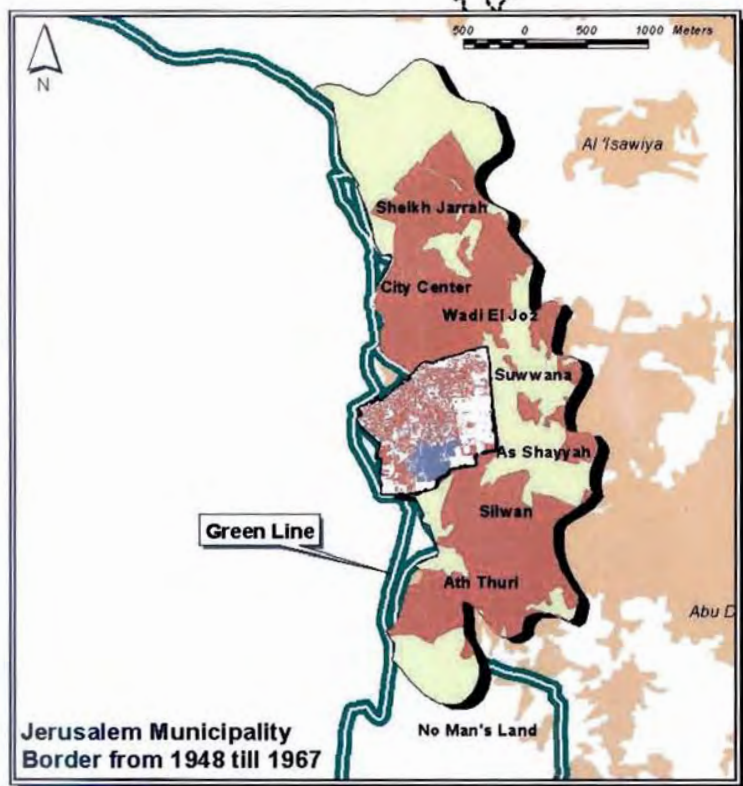 500 0 500 1000 Meters
N
Al 'Isawiya
Sheikh Jarrah
City Center
Wadi El Joz
Suwwana
As Shayyah
Silwan
Green Line
Ath Thuri
Abu D
No Man's Land
Jerusalem Municipality
Border from 1948 till 1967